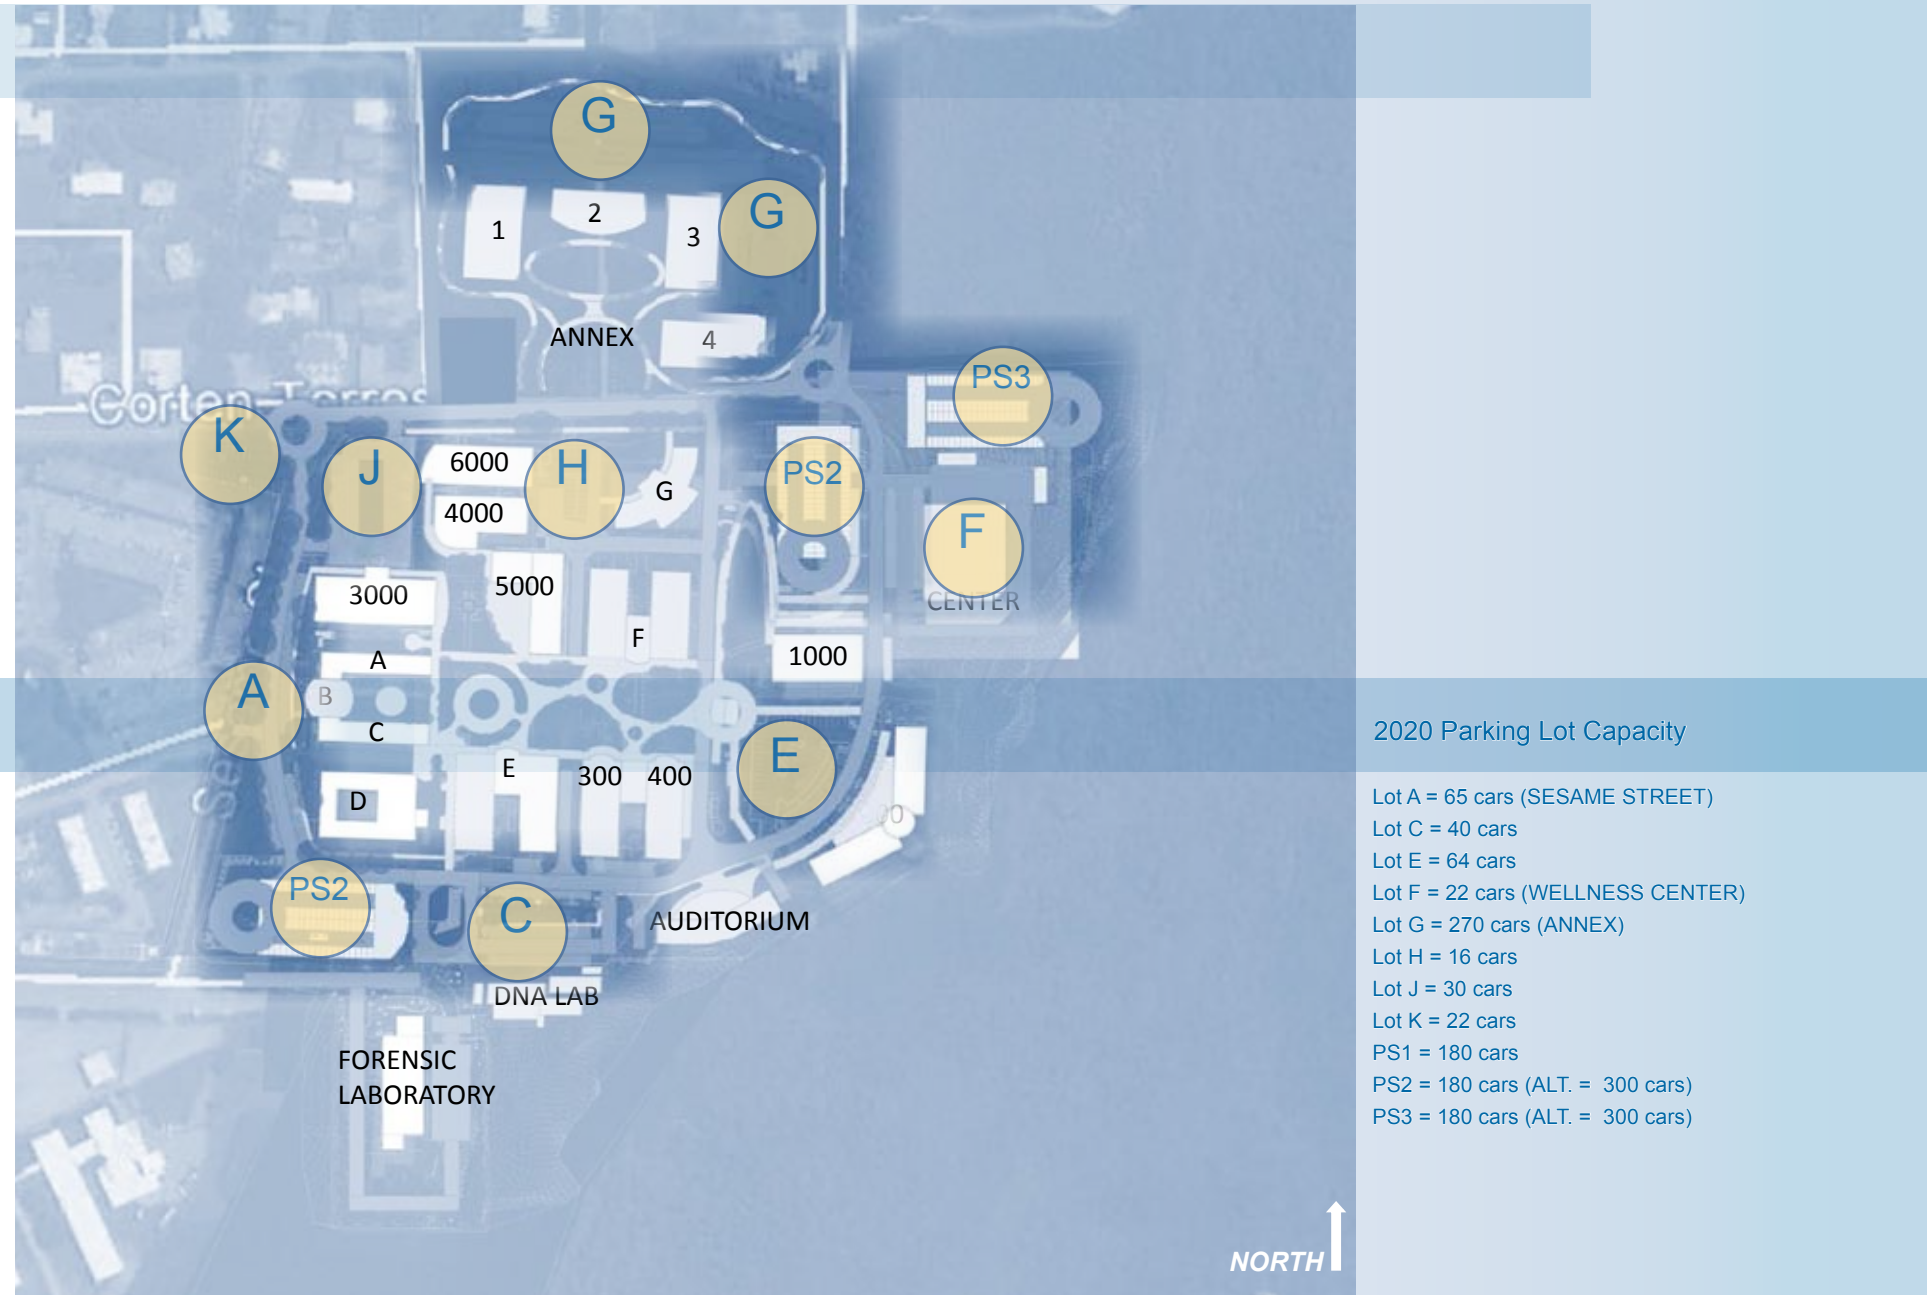 G
G
1
2
3
ANNEX
4
PS3
Corten-Torres
K
J
6000
H
G
PS2
4000
F
CENTER
3000
5000
F
1000
A
A
B
C
E
E
300
400
D
PS2
C
AUDITORIUM
DNA LAB
FORENSIC
LABORATORY
NORTH
2020 Parking Lot Capacity
Lot A = 65 cars (SESAME STREET)
Lot C = 40 cars
Lot E = 64 cars
Lot F = 22 cars (WELLNESS CENTER)
Lot G = 270 cars (ANNEX)
Lot H = 16 cars
Lot J = 30 cars
Lot K = 22 cars
PS1 = 180 cars
PS2 = 180 cars (ALT. =  300 cars)
PS3 = 180 cars (ALT. =  300 cars)